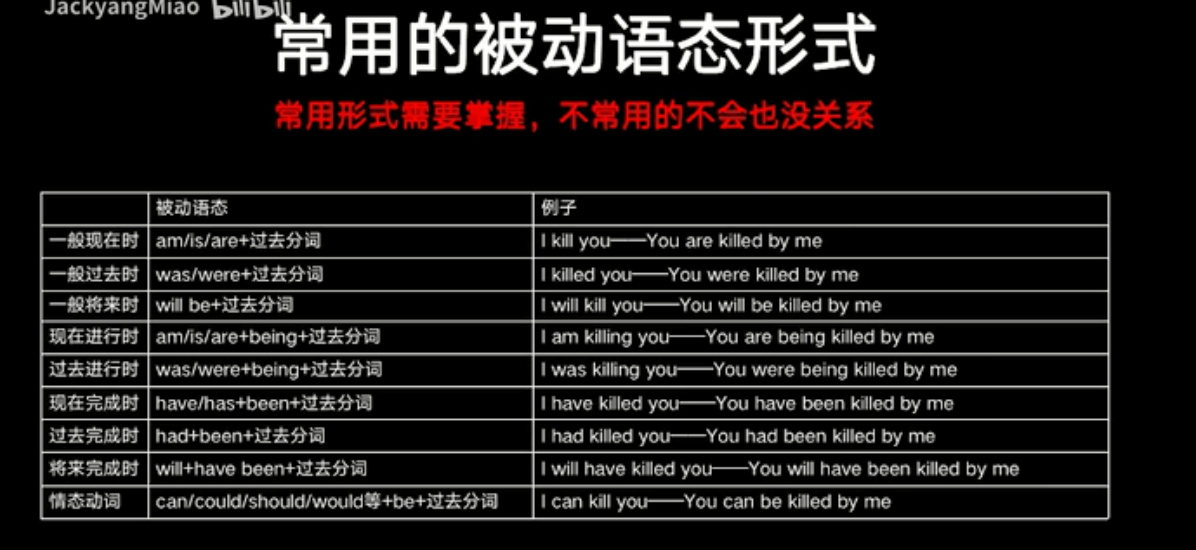 JackyangMiao bilibili
常用的被动语态形式
常用形式需要掌握，不常用的不会也没关系
被动语态 例子
一般现在时 am/is/are+过去分词 I kill you——You are killed by me
一般过去时 was/were+过去分词 I killed you——You were killed by me
一般将来时 will be+过去分词 I will kill you——You will be killed by me
现在进行时 am/is/are+being+过去分词 I am killing you——You are being killed by me
过去进行时 was/were+being+过去分词 I was killing you——You were being killed by me
现在完成时 have/has+been+过去分词 I have killed you——You have been killed by me
过去完成时 had+been+过去分词 I had killed you——You had been killed by me
将来完成时 will+have been+过去分词 I will have killed you——You will have been killed by me
情态动词 can/could/should/would等+be+过去分词 I can kill you——You can be killed by me